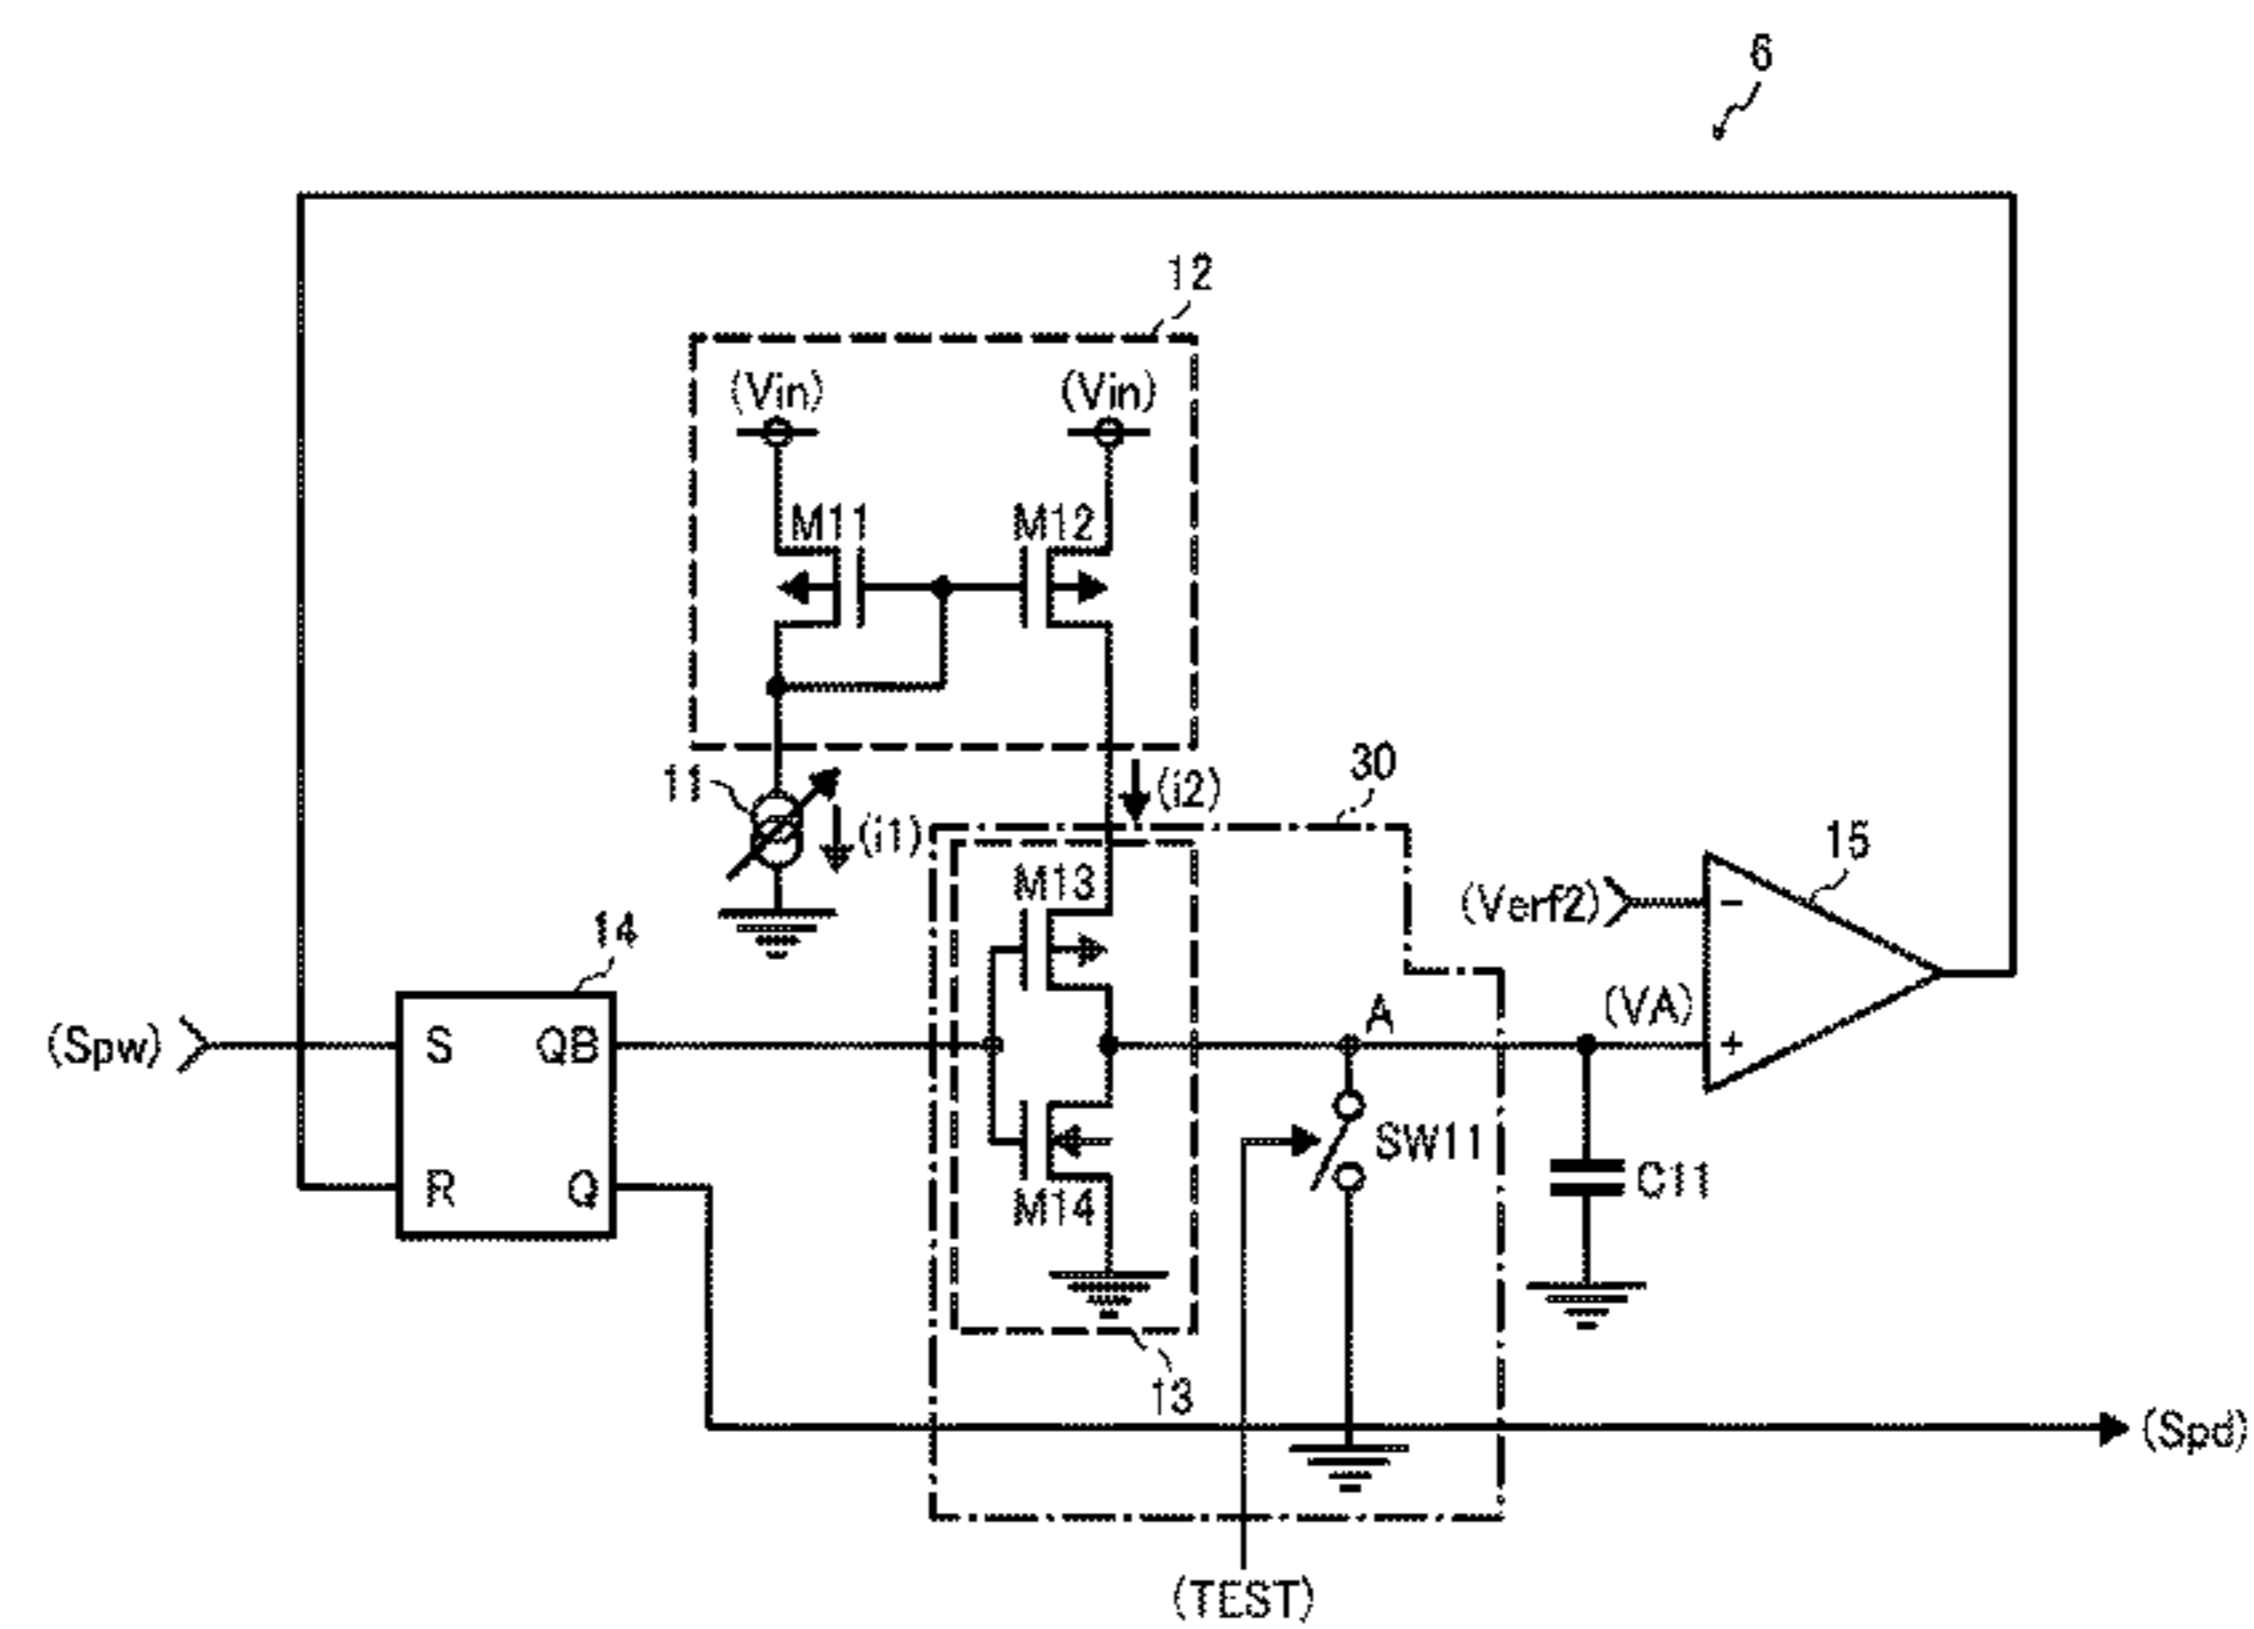 6
12
(Vin) (Vin)
M11 M12
11 (i1) (i2) 30
M13 15
(Verf2) -
14
(Spw) S QB A (VA) +
R Q M14 SW11 C11
13
(Spd)
(TEST)